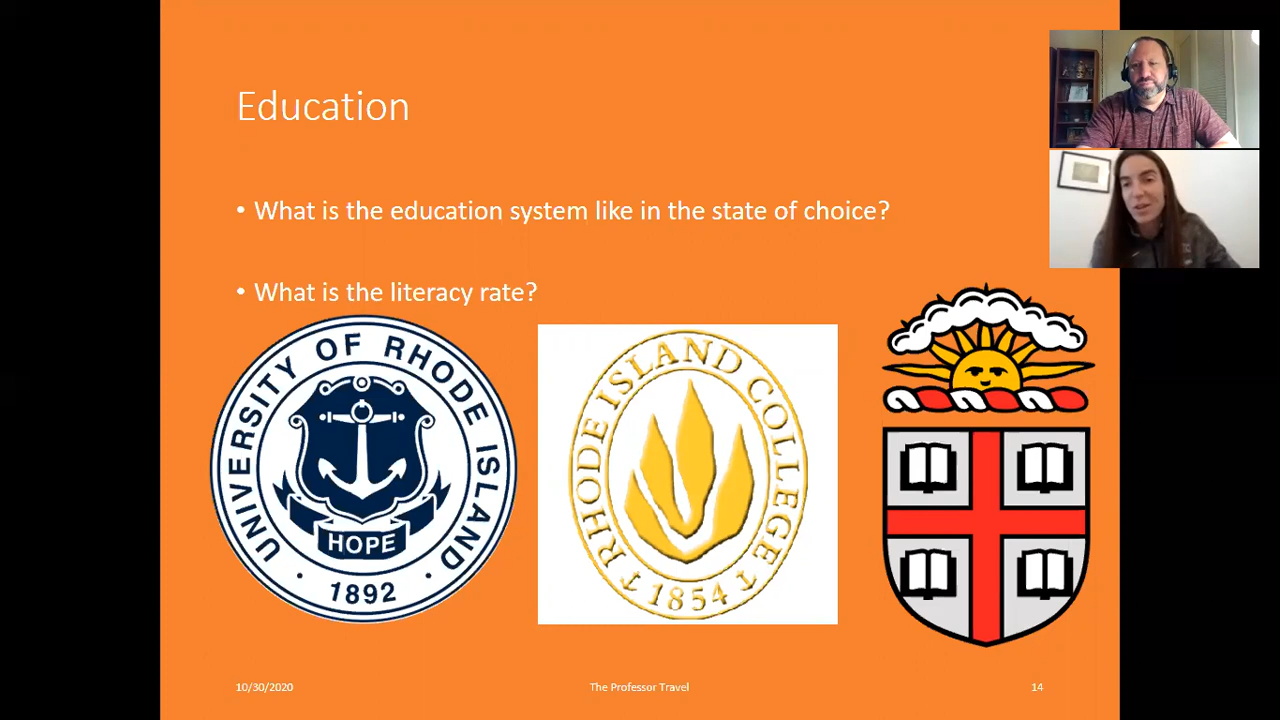 Education
• What is the education system like in the state of choice?
• What is the literacy rate?
UNIVERSITY OF RHODE ISLAND
HOPE
• 1892 •
RHODE ISLAND COLLEGE
1854
10/30/2020
The Professor Travel
14